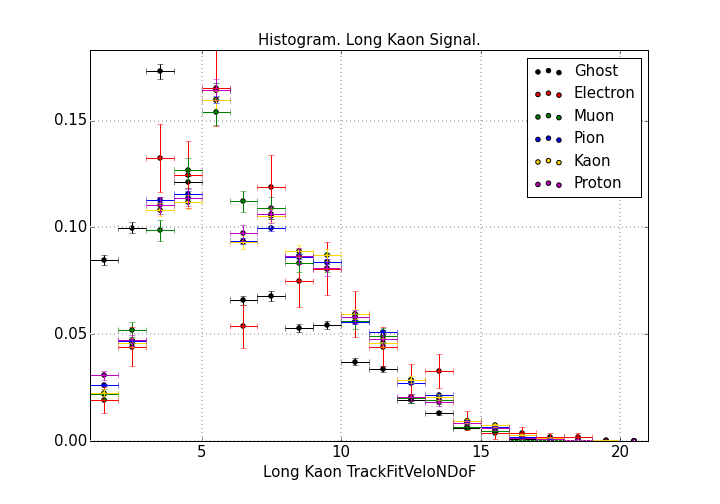 Histogram. Long Kaon Signal.
Ghost
Electron
Muon
Pion
Kaon
Proton
0.15
0.10
0.05
0.00
5
10
15
20
Long Kaon TrackFitVeloNDoF